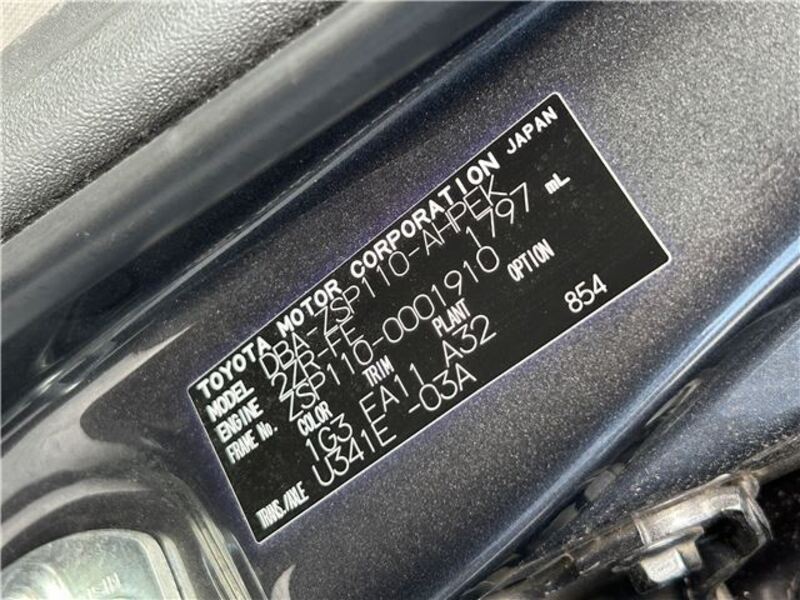 TOYOTA MOTOR CORPORATION JAPAN
MODEL DBA-ZSP110-AHPEK
ENGINE 2ZR-FE 1797 mL
FRAME No. ZSP110-0001910
COLOR TRIM PLANT OPTION
1G3 EA11 A32 854
TRANS./AXLE U341E -03A